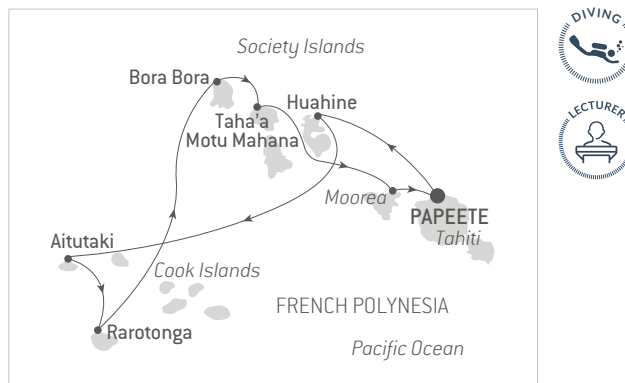 DIVING
Society Islands
Bora Bora
Huahine
Taha'a
Motu Mahana
LECTURER
Moorea
PAPEETE
Tahiti
Aitutaki
Cook Islands
FRENCH POLYNESIA
Rarotonga
Pacific Ocean